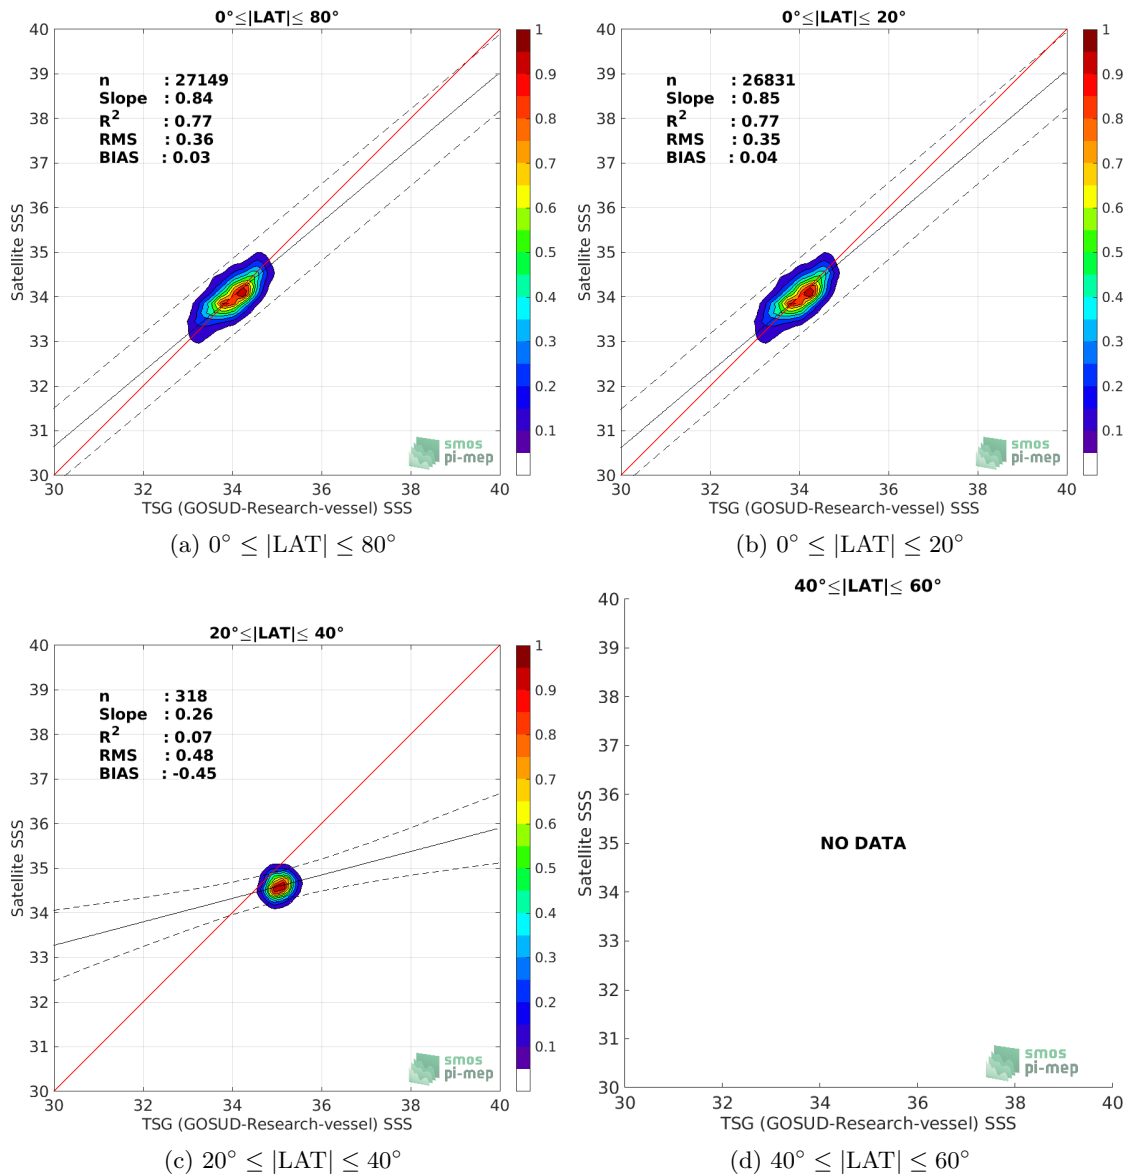 0°≤|LAT|≤ 80°
40
39
38
37
36
35
34
33
32
31
30
Satellite SSS
n : 27149
Slope : 0.84
R² : 0.77
RMS : 0.36
BIAS : 0.03
smos
pi-mep
30 32 34 36 38 40
TSG (GOSUD-Research-vessel) SSS
1
0.9
0.8
0.7
0.6
0.5
0.4
0.3
0.2
0.1
(a) 0° ≤ |LAT| ≤ 80°
0°≤|LAT|≤ 20°
40
39
38
37
36
35
34
33
32
31
30
Satellite SSS
n : 26831
Slope : 0.85
R² : 0.77
RMS : 0.35
BIAS : 0.04
smos
pi-mep
30 32 34 36 38 40
TSG (GOSUD-Research-vessel) SSS
1
0.9
0.8
0.7
0.6
0.5
0.4
0.3
0.2
0.1
(b) 0° ≤ |LAT| ≤ 20°
20°≤|LAT|≤ 40°
40
39
38
37
36
35
34
33
32
31
30
Satellite SSS
n : 318
Slope : 0.26
R² : 0.07
RMS : 0.48
BIAS : -0.45
smos
pi-mep
30 32 34 36 38 40
TSG (GOSUD-Research-vessel) SSS
1
0.9
0.8
0.7
0.6
0.5
0.4
0.3
0.2
0.1
(c) 20° ≤ |LAT| ≤ 40°
40°≤|LAT|≤ 60°
40
39
38
37
36
35
34
33
32
31
30
Satellite SSS
NO DATA
smos
pi-mep
30 32 34 36 38 40
TSG (GOSUD-Research-vessel) SSS
(d) 40° ≤ |LAT| ≤ 60°